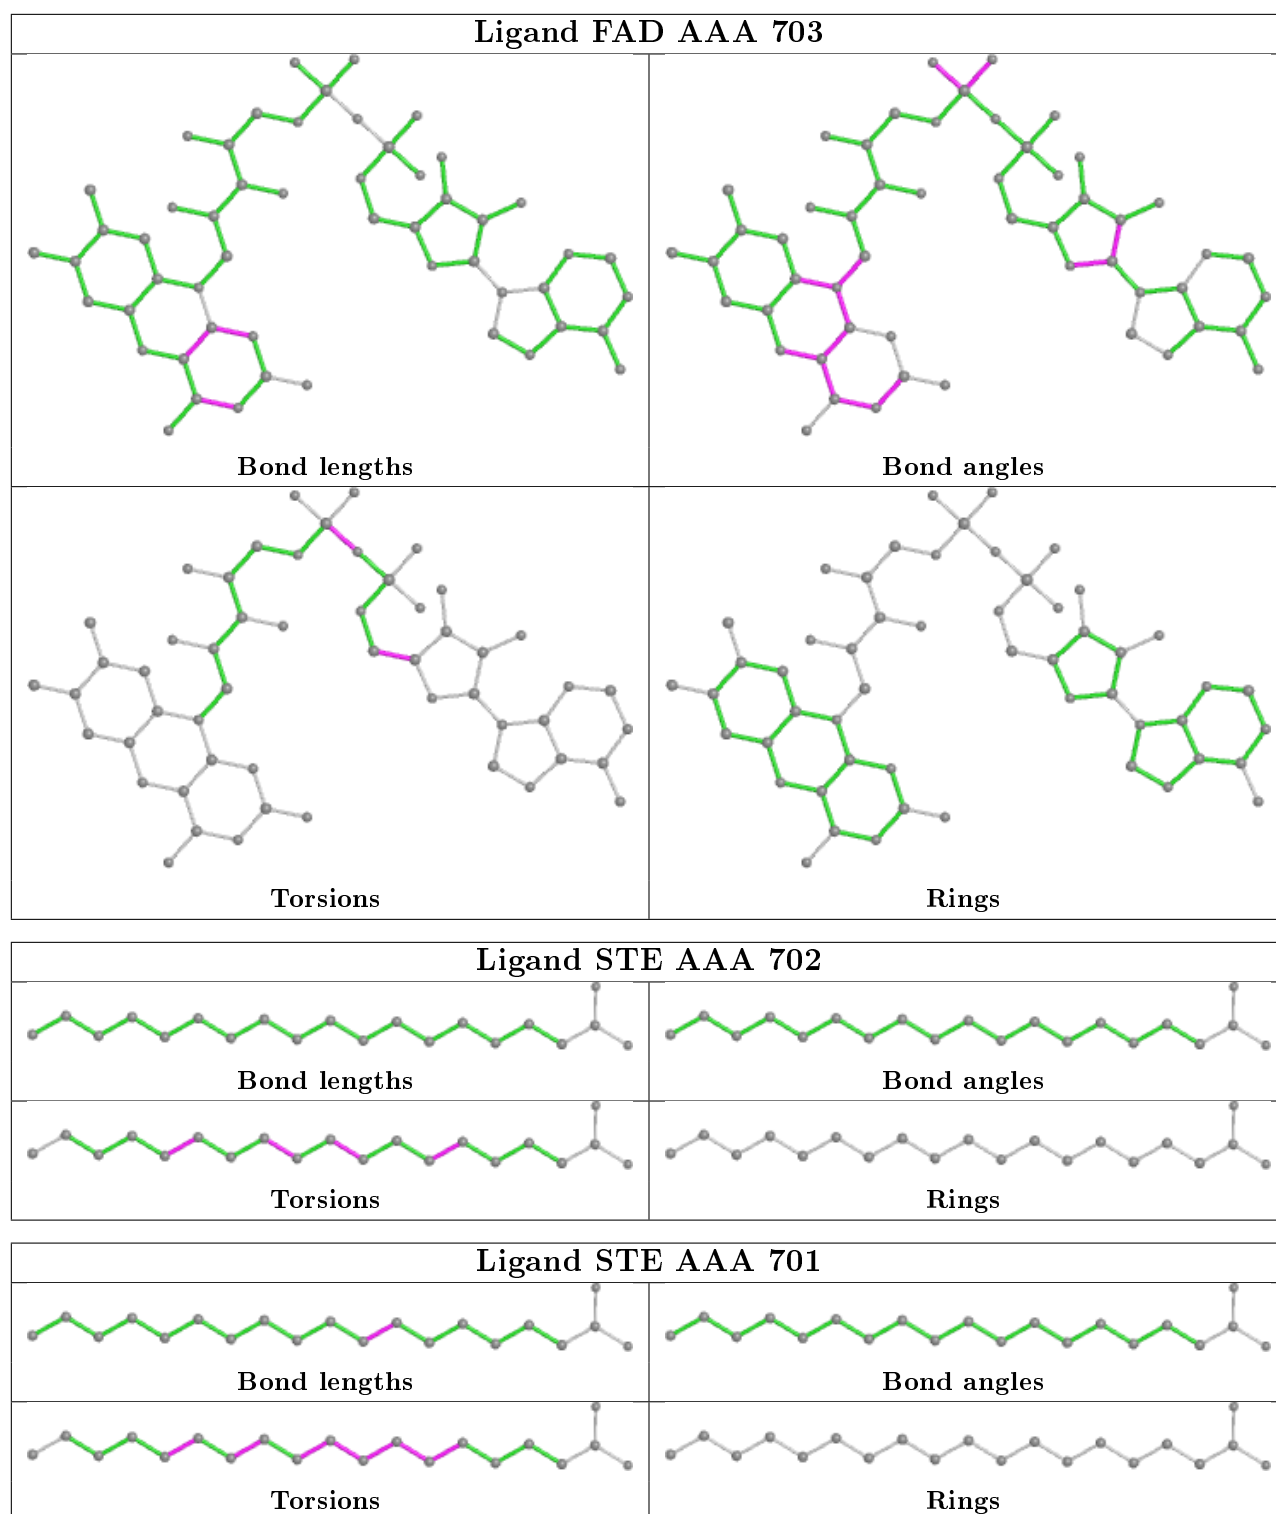 Ligand FAD AAA 703
Bond lengths
Bond angles
Torsions
Rings
Ligand STE AAA 702
Bond lengths
Bond angles
Torsions
Rings
Ligand STE AAA 701
Bond lengths
Bond angles
Torsions
Rings